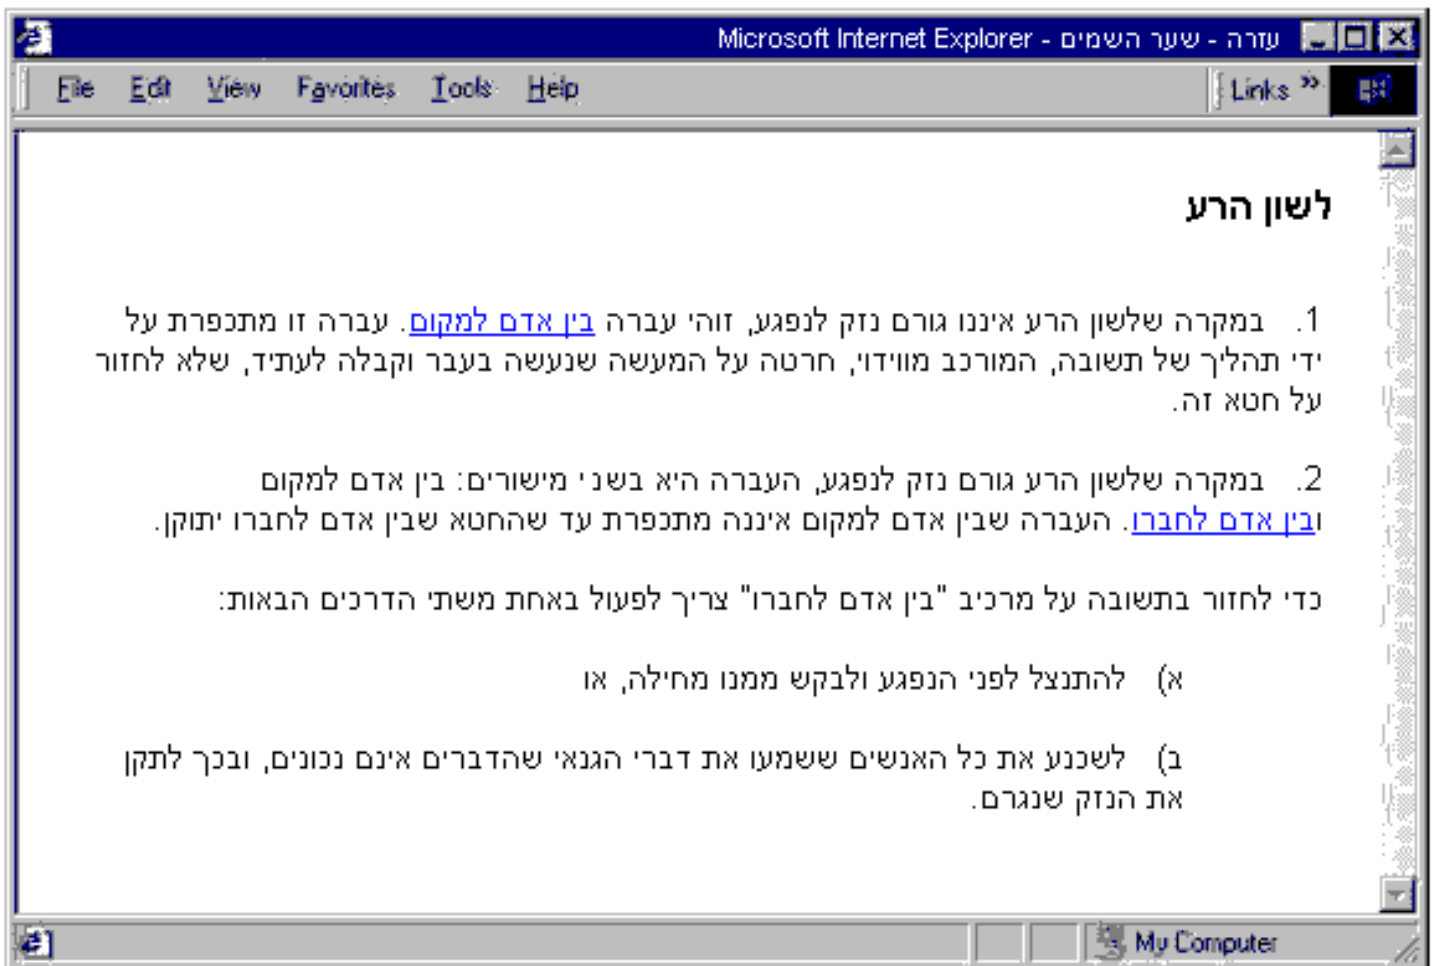 עזרה - שער השמים - Microsoft Internet Explorer
File Edit View Favorites Tools Help Links »
לשון הרע
1. במקרה שלשון הרע איננו גורם נזק לנפגע, זוהי עברה בין אדם למקום. עברה זו מתכפרת על
ידי תהליך של תשובה, המורכב מווידוי, חרטה על המעשה שנעשה בעבר וקבלה לעתיד, שלא לחזור
על חטא זה.
2. במקרה שלשון הרע גורם נזק לנפגע, העברה היא בשני מישורים: בין אדם למקום
ובין אדם לחברו. העברה שבין אדם למקום איננה מתכפרת עד שהחטא שבין אדם לחברו יתוקן.
כדי לחזור בתשובה על מרכיב "בין אדם לחברו" צריך לפעול באחת משתי הדרכים הבאות:
א) להתנצל לפני הנפגע ולבקש ממנו מחילה, או
ב) לשכנע את כל האנשים ששמעו את דברי הגנאי שהדברים אינם נכונים, ובכך לתקן
את הנזק שנגרם.
My Computer